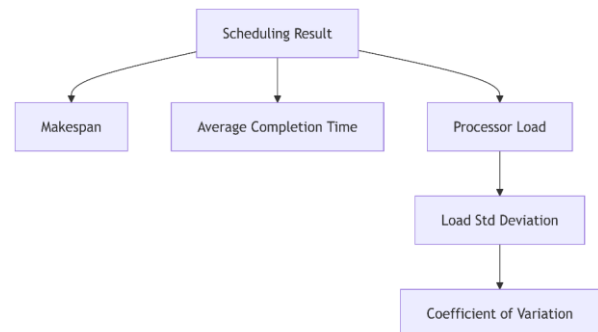 Scheduling Result
Makespan
Average Completion Time
Processor Load
Load Std Deviation
Coefficient of Variation